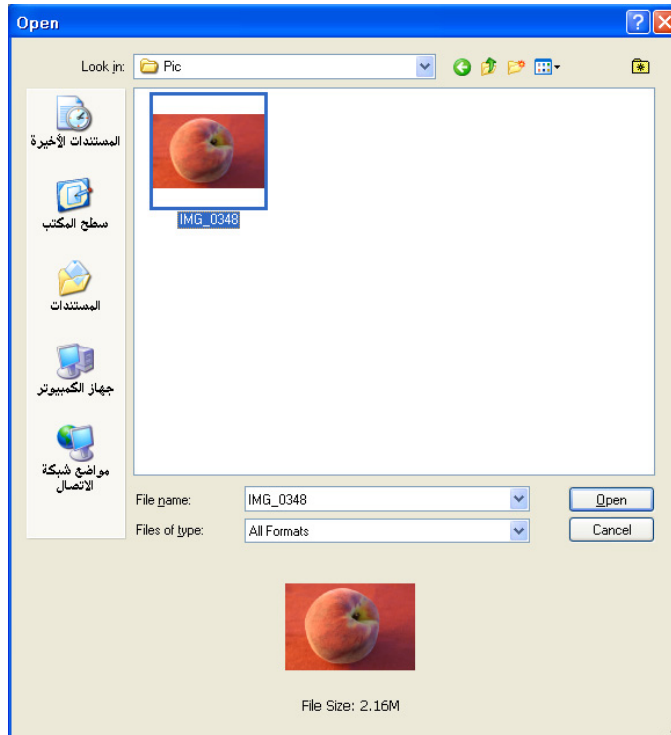 Open
Look in:
Pic
المستندات الأخيرة
سطح المكتب
المستندات
جهاز الكمبيوتر
مواضع شبكة
الاتصال
IMG_0348
File name:
IMG_0348
Open
Files of type:
All Formats
Cancel
File Size: 2.16M